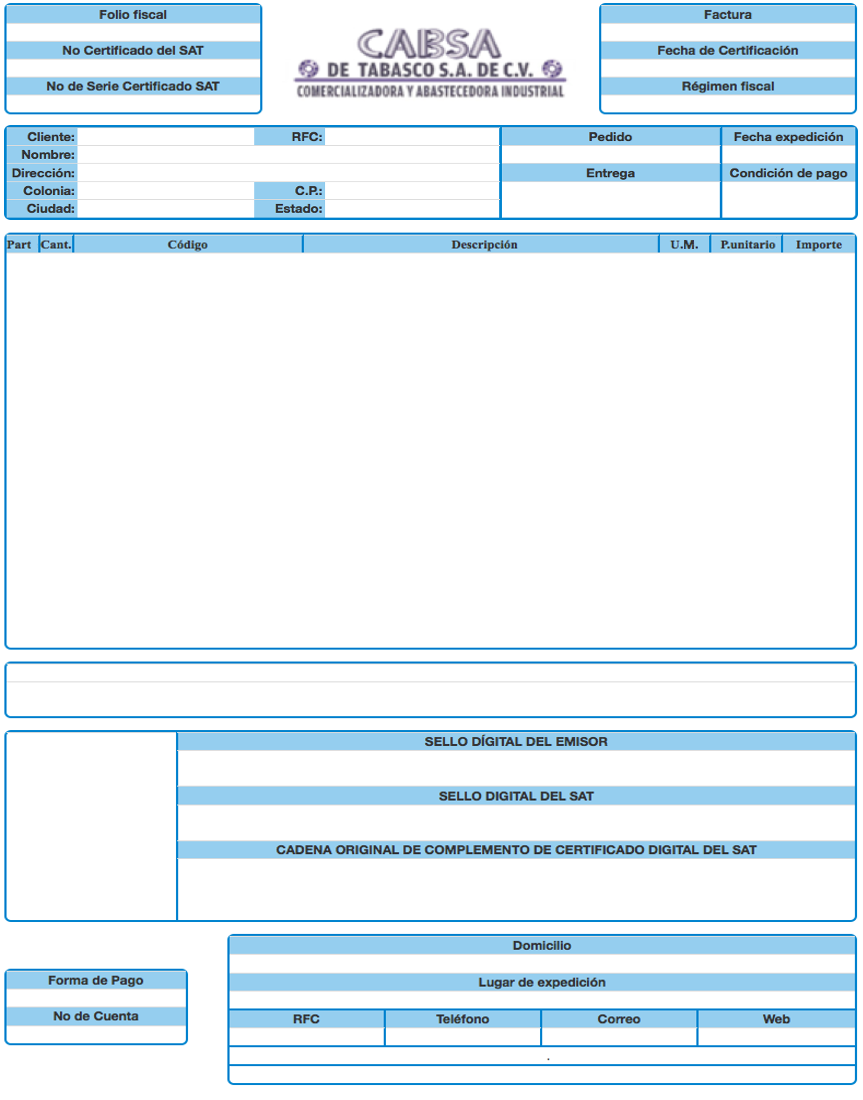 Folio fiscal
No Certificado del SAT
No de Serie Certificado SAT
CABSA
DE TABASCO S.A. DE C.V.
COMERCIALIZADORA Y ABASTECEDORA INDUSTRIAL
Factura
Fecha de Certificación
Régimen fiscal
Cliente: RFC: Pedido Fecha expedición
Nombre:
Dirección: Entrega Condición de pago
Colonia: C.P.:
Ciudad: Estado:
Part Cant. Código Descripción U.M. P.unitario Importe
SELLO DÍGITAL DEL EMISOR
SELLO DIGITAL DEL SAT
CADENA ORIGINAL DE COMPLEMENTO DE CERTIFICADO DIGITAL DEL SAT
Forma de Pago
No de Cuenta
Domicilio
Lugar de expedición
RFC Teléfono Correo Web
.